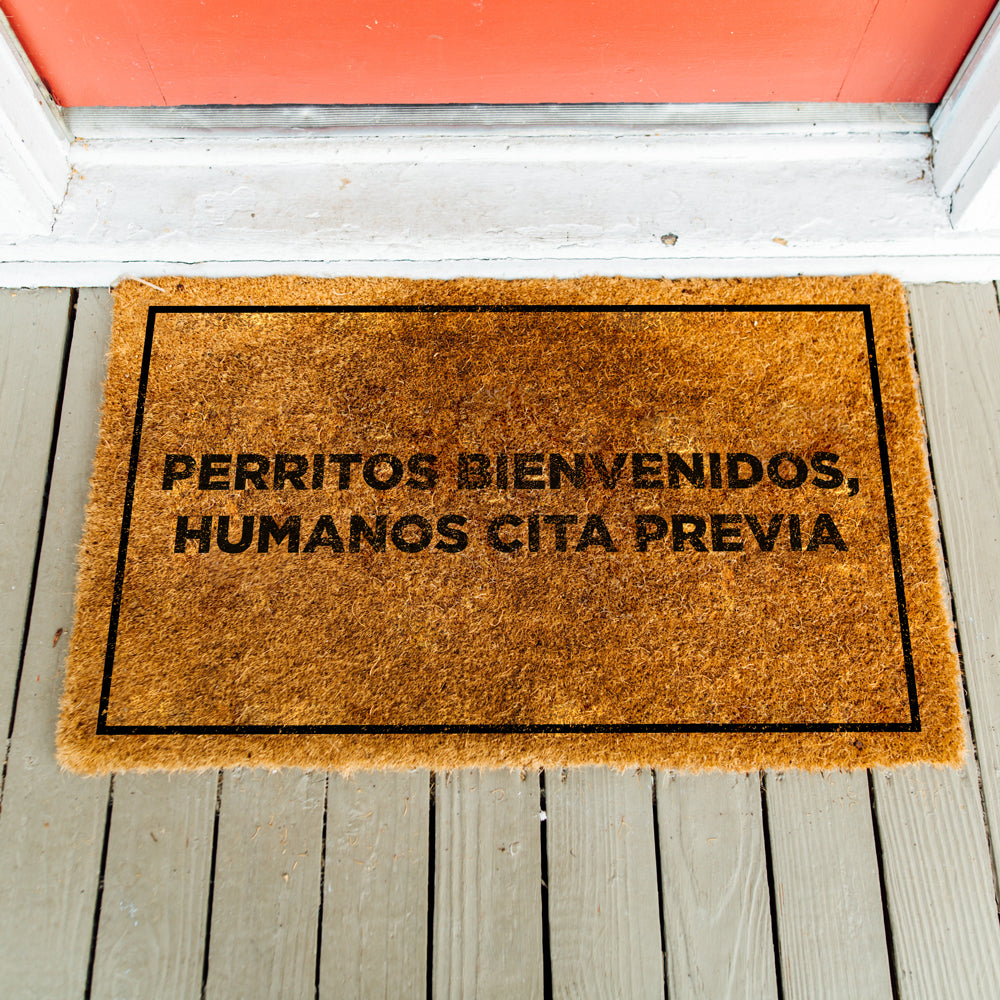 PERRITOS BIENVENIDOS,
HUMANOS CITA PREVIA